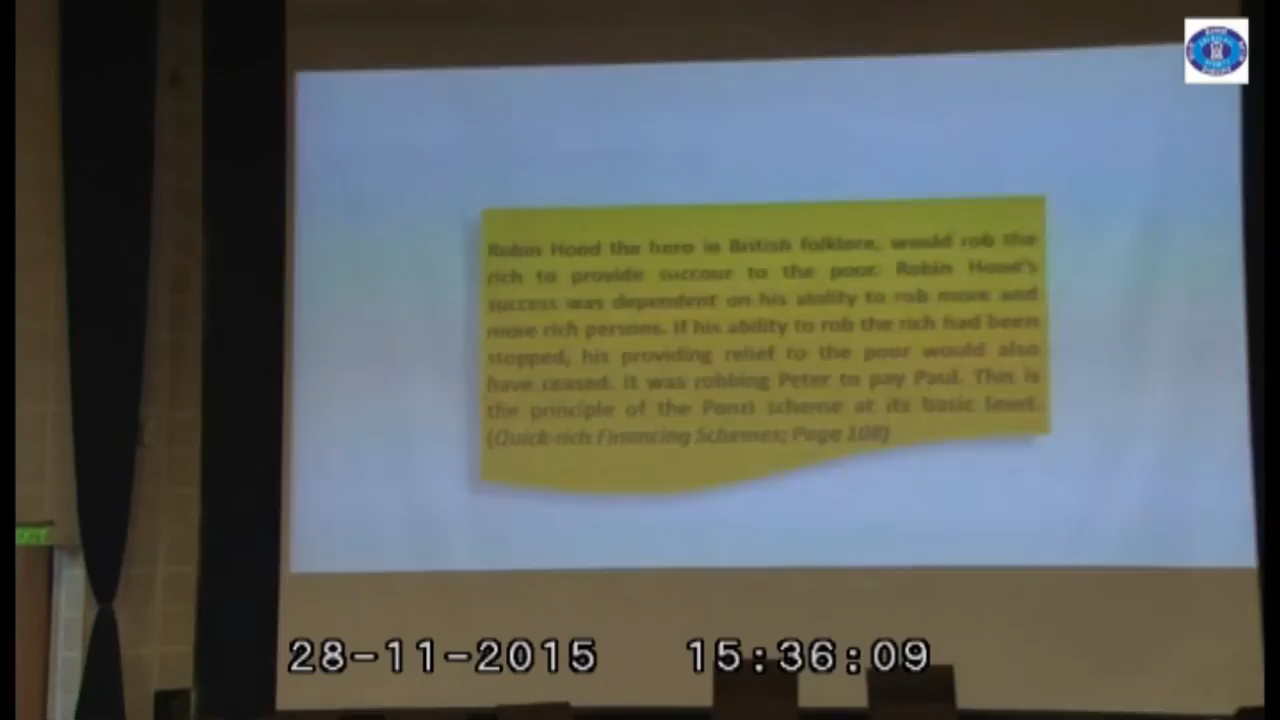 Robin Hood the hero in British folklore, would rob the
rich to provide succour to the poor. Robin Hood's
success was dependent on his ability to rob more and
more rich persons. If his ability to rob the rich had been
stopped, his providing relief to the poor would also
have ceased. It was robbing Peter to pay Paul. This is
the principle of the Ponzi scheme at its basic level.
(Quick-rich Financing Schemes; Page 108)
28-11-2015 15:36:09